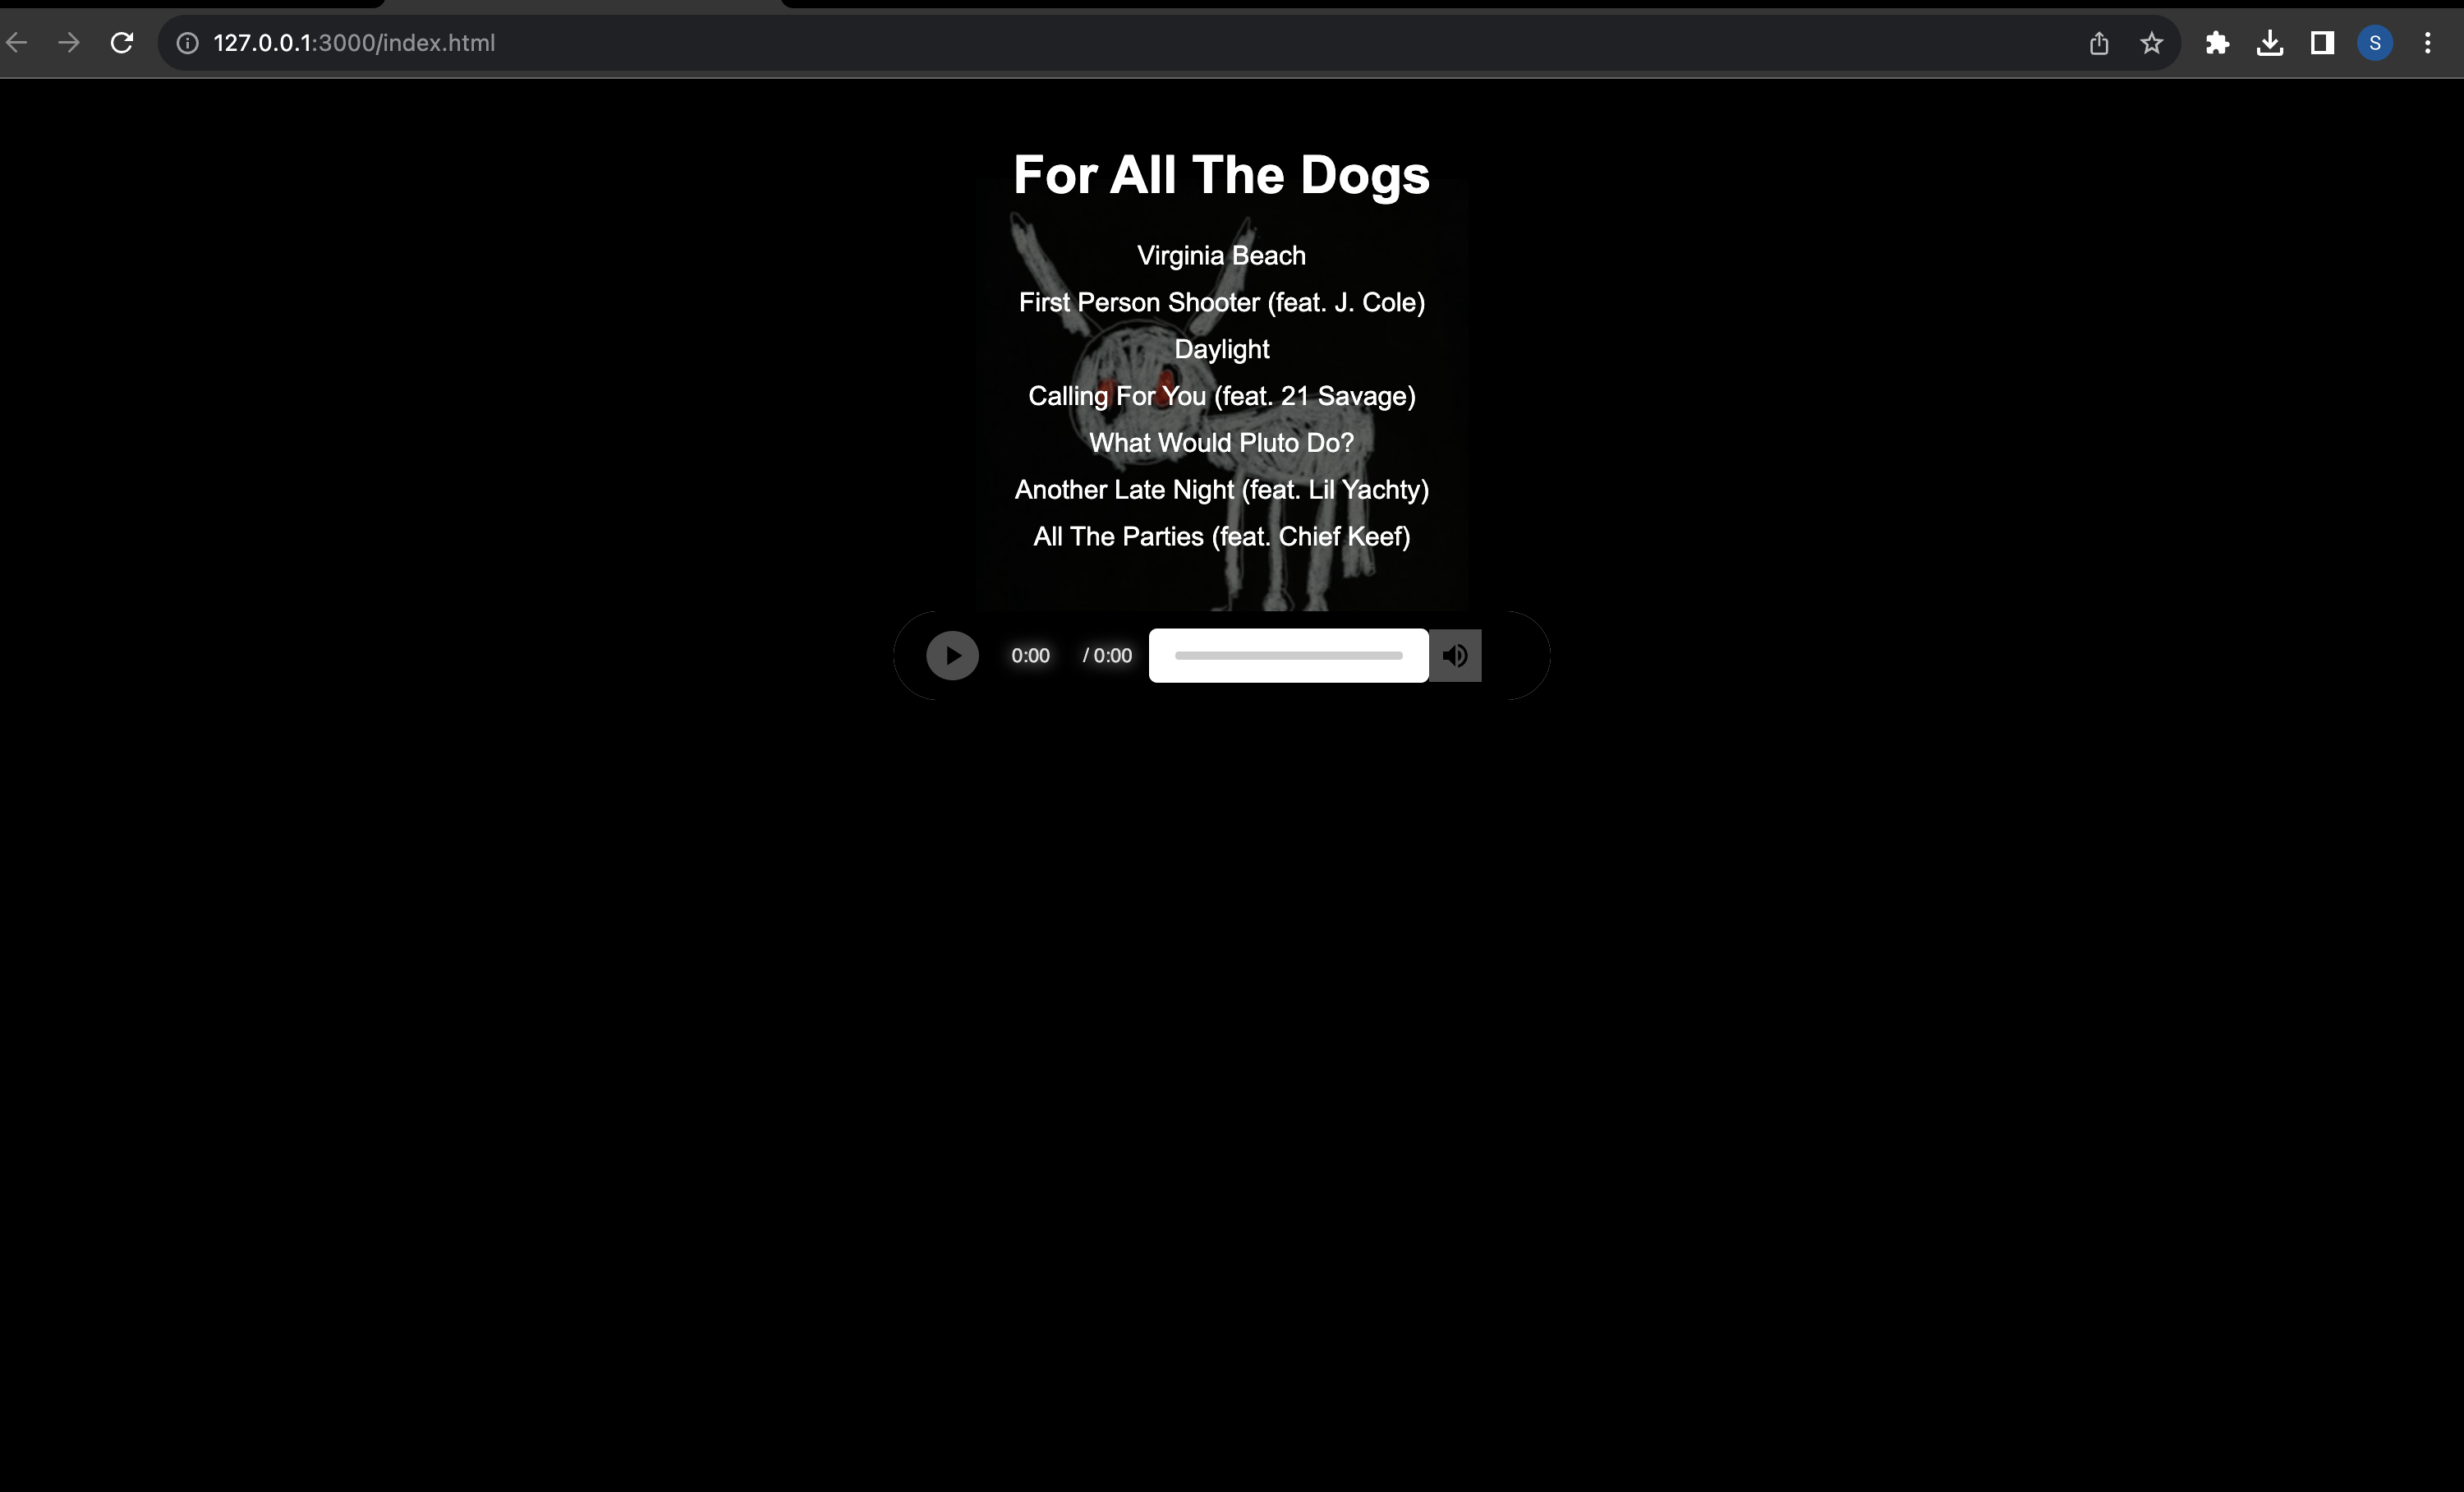 127.0.0.1:3000/index.html
S
For All The Dogs
Virginia Beach
First Person Shooter (feat. J. Cole)
Daylight
Calling For You (feat. 21 Savage)
What Would Pluto Do?
Another Late Night (feat. Lil Yachty)
All The Parties (feat. Chief Keef)
0:00 / 0:00